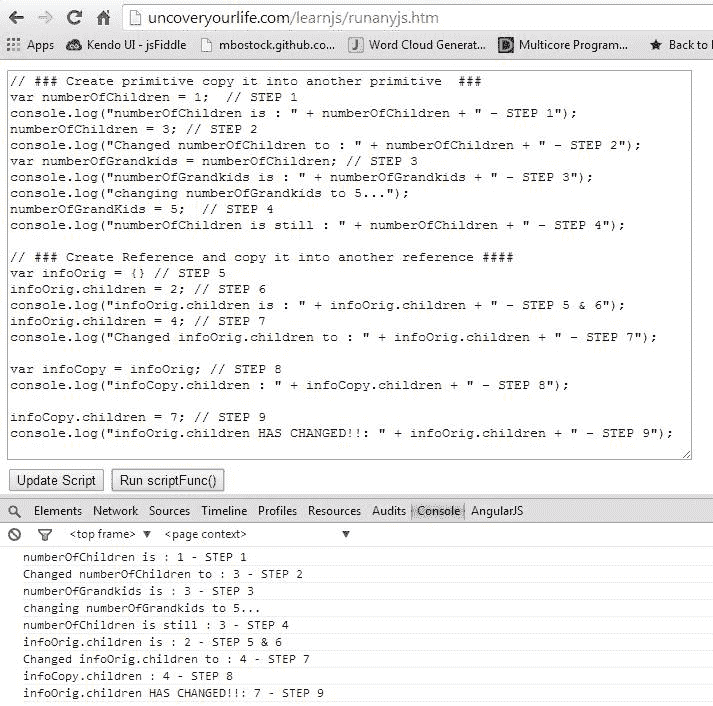 uncoveryourlife.com/learnjs/runanyjs.htm
Apps Kendo UI - jsFiddle mbostock.github.co... J Word Cloud Generat... Multicore Program... Back to
// ### Create primitive copy it into another primitive ###
var numberOfChildren = 1; // STEP 1
console.log("numberOfChildren is : " + numberOfChildren + " - STEP 1");
numberOfChildren = 3; // STEP 2
console.log("Changed numberOfChildren to : " + numberOfChildren + " - STEP 2");
var numberOfGrandkids = numberOfChildren; // STEP 3
console.log("numberOfGrandkids is : " + numberOfGrandkids + " - STEP 3");
console.log("changing numberOfGrandkids to 5...");
numberOfGrandKids = 5; // STEP 4
console.log("numberOfChildren is still : " + numberOfChildren + " - STEP 4");
// ### Create Reference and copy it into another reference ####
var infoOrig = {} // STEP 5
infoOrig.children = 2; // STEP 6
console.log("infoOrig.children is : " + infoOrig.children + " - STEP 5 & 6");
infoOrig.children = 4; // STEP 7
console.log("Changed infoOrig.children to : " + infoOrig.children + " - STEP 7");
var infoCopy = infoOrig; // STEP 8
console.log("infoCopy.children : " + infoCopy.children + " - STEP 8");
infoCopy.children = 7; // STEP 9
console.log("infoOrig.children HAS CHANGED!!: " + infoOrig.children + " - STEP 9");
Update Script Run scriptFunc()
Elements Network Sources Timeline Profiles Resources Audits Console AngularJS
<top frame> ▼ <page context> ▼
numberOfChildren is : 1 - STEP 1
Changed numberOfChildren to : 3 - STEP 2
numberOfGrandkids is : 3 - STEP 3
changing numberOfGrandkids to 5...
numberOfChildren is still : 3 - STEP 4
infoOrig.children is : 2 - STEP 5 & 6
Changed infoOrig.children to : 4 - STEP 7
infoCopy.children : 4 - STEP 8
infoOrig.children HAS CHANGED!!: 7 - STEP 9